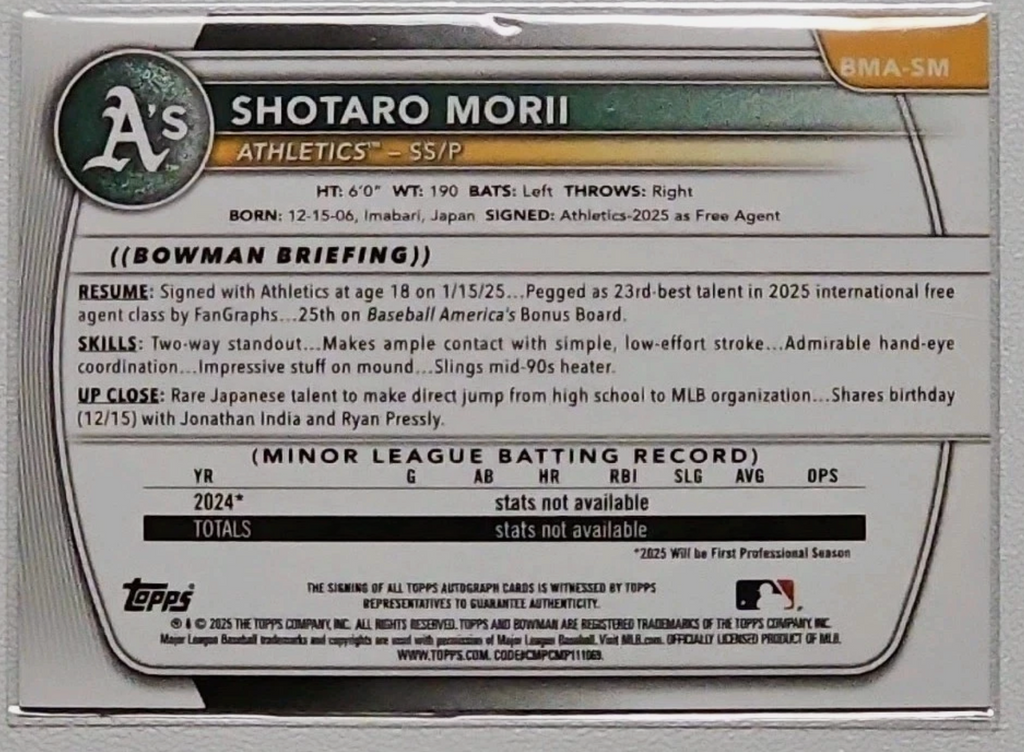 BMA-SM
A's
SHOTARO MORII
ATHLETICS™ – SS/P
HT: 6'0" WT: 190 BATS: Left THROWS: Right
BORN: 12-15-06, Imabari, Japan SIGNED: Athletics-2025 as Free Agent
((BOWMAN BRIEFING))
RESUME: Signed with Athletics at age 18 on 1/15/25...Pegged as 23rd-best talent in 2025 international free
agent class by FanGraphs...25th on Baseball America's Bonus Board.
SKILLS: Two-way standout...Makes ample contact with simple, low-effort stroke...Admirable hand-eye
coordination...Impressive stuff on mound...Slings mid-90s heater.
UP CLOSE: Rare Japanese talent to make direct jump from high school to MLB organization...Shares birthday
(12/15) with Jonathan India and Ryan Pressly.
(MINOR LEAGUE BATTING RECORD)
YR G AB HR RBI SLG AVG OPS
2024* stats not available
TOTALS stats not available
*2025 Will be First Professional Season
Topps
THE SIGNING OF ALL TOPPS AUTOGRAPH CARDS IS WITNESSED BY TOPPS
REPRESENTATIVES TO GUARANTEE AUTHENTICITY.
® & © 2025 THE TOPPS COMPANY, INC. ALL RIGHTS RESERVED. TOPPS AND BOWMAN ARE REGISTERED TRADEMARKS OF THE TOPPS COMPANY, INC.
Major League Baseball trademarks and copyrights are used with permission of Major League Baseball. Visit MLB.com. OFFICIALLY LICENSED PRODUCT OF MLB.
WWW.TOPPS.COM. CODE#CMPCMP111069.